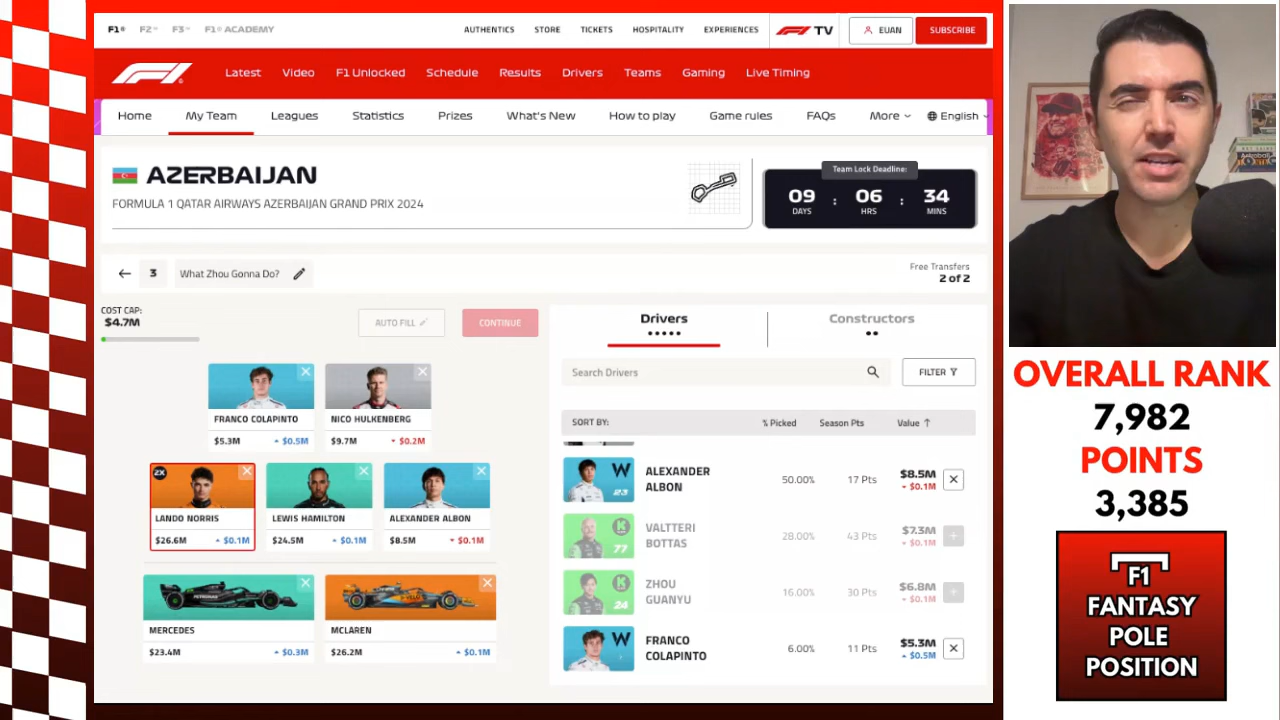 F1® F2™ F3™ F1® ACADEMY AUTHENTICS STORE TICKETS HOSPITALITY EXPERIENCES F1 TV EUAN SUBSCRIBE
F1 Latest Video F1 Unlocked Schedule Results Drivers Teams Gaming Live Timing
Home My Team Leagues Statistics Prizes What's New How to play Game rules FAQs More English
AZERBAIJAN
FORMULA 1 QATAR AIRWAYS AZERBAIJAN GRAND PRIX 2024
Team Lock Deadline:
09 : 06 : 34
DAYS HRS MINS
3 What Zhou Gonna Do?
Free Transfers
2 of 2
COST CAP:
$4.7M
AUTO FILL
CONTINUE
FRANCO COLAPINTO
$5.3M $0.5M
NICO HULKENBERG
$9.7M $0.2M
2X
LANDO NORRIS
$26.6M $0.1M
LEWIS HAMILTON
$24.5M $0.1M
ALEXANDER ALBON
$8.5M $0.1M
MERCEDES
$23.4M $0.3M
MCLAREN
$26.2M $0.1M
Drivers Constructors
Search Drivers
FILTER
SORT BY: % Picked Season Pts Value
W 23
ALEXANDER
ALBON
50.00% 17 Pts $8.5M
$0.1M
K 77
VALTTERI
BOTTAS
28.00% 43 Pts $7.3M
$0.1M
K 24
ZHOU
GUANYU
16.00% 30 Pts $6.8M
$0.1M
W
FRANCO
COLAPINTO
6.00% 11 Pts $5.3M
$0.5M
OVERALL RANK
7,982
POINTS
3,385
F1
FANTASY
POLE
POSITION